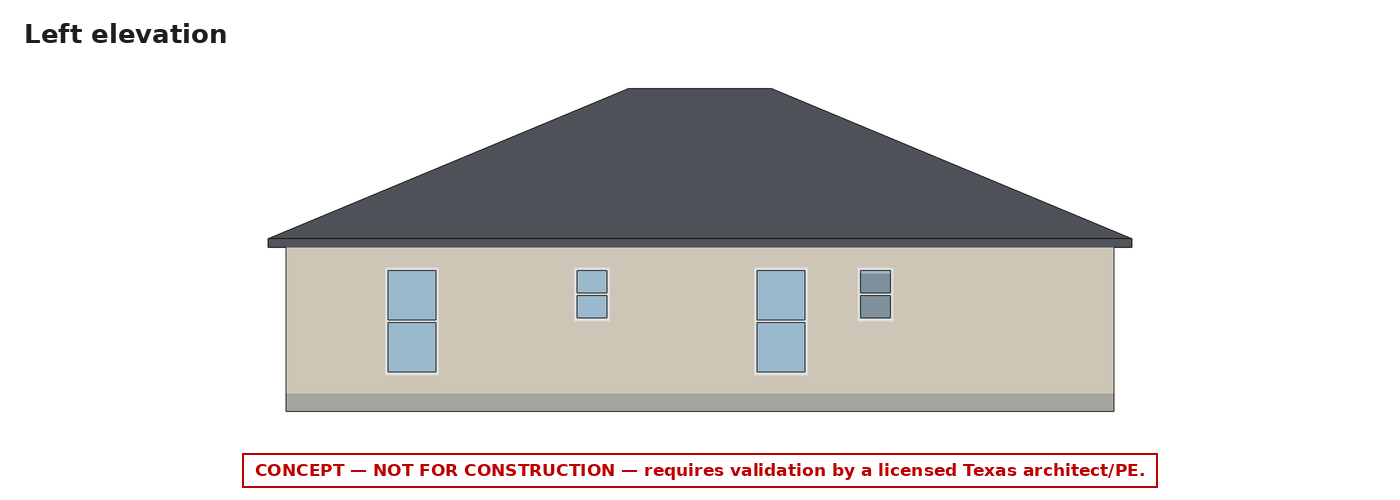 Left elevation
CONCEPT — NOT FOR CONSTRUCTION — requires validation by a licensed Texas architect/PE.